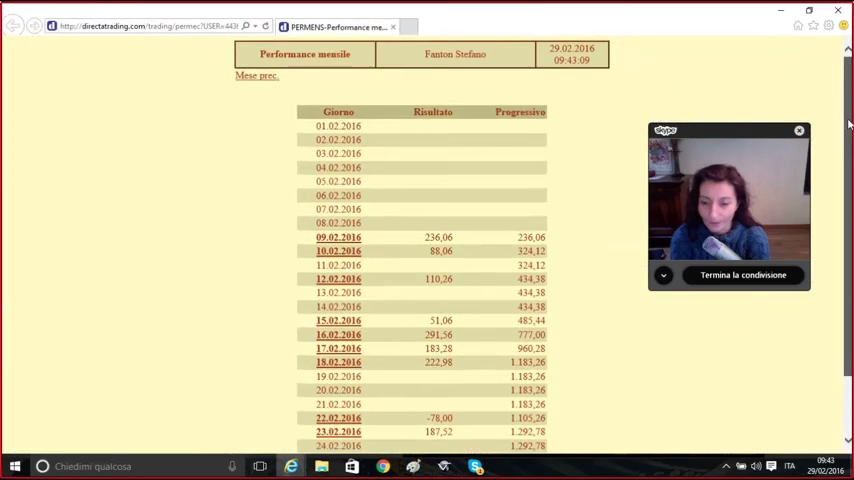 http://directatrading.com/trading/permec?USER=443
PERMENS-Performance me...
Performance mensile Fanton Stefano 29.02.2016
09:43:09
Mese prec.
Giorno Risultato Progressivo
01.02.2016
02.02.2016
03.02.2016
04.02.2016
05.02.2016
06.02.2016
07.02.2016
08.02.2016
09.02.2016 236,06 236,06
10.02.2016 88,06 324,12
11.02.2016 324,12
12.02.2016 110,26 434,38
13.02.2016 434,38
14.02.2016 434,38
15.02.2016 51,06 485,44
16.02.2016 291,56 777,00
17.02.2016 183,28 960,28
18.02.2016 222,98 1.183,26
19.02.2016 1.183,26
20.02.2016 1.183,26
21.02.2016 1.183,26
22.02.2016 -78,00 1.105,26
23.02.2016 187,52 1.292,78
24.02.2016 1.292,78
skype
Termina la condivisione
Chiedimi qualcosa
ITA
09:43
29/02/2016